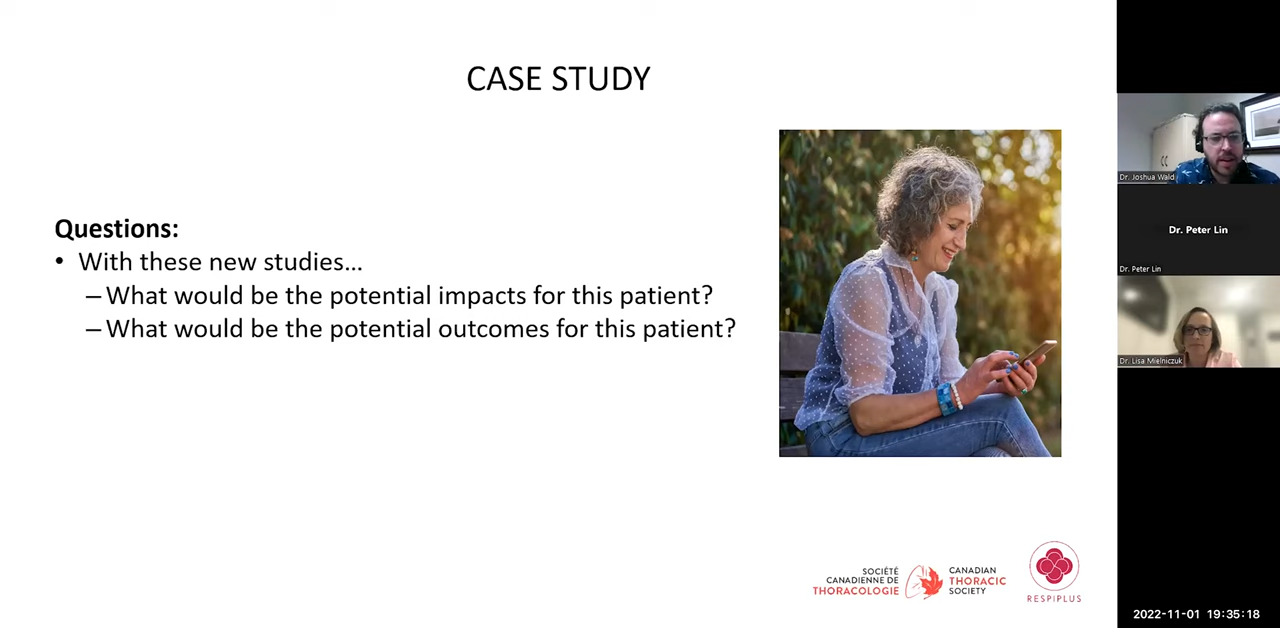 CASE STUDY
Questions:
• With these new studies...
– What would be the potential impacts for this patient?
– What would be the potential outcomes for this patient?
SOCIÉTÉ
CANADIENNE DE
THORACOLOGIE
CANADIAN
THORACIC
SOCIETY
RESPIPLUS
Dr. Joshua Wald
Dr. Peter Lin
Dr. Peter Lin
Dr. Lisa Mielniczuk
2022-11-01 19:35:18